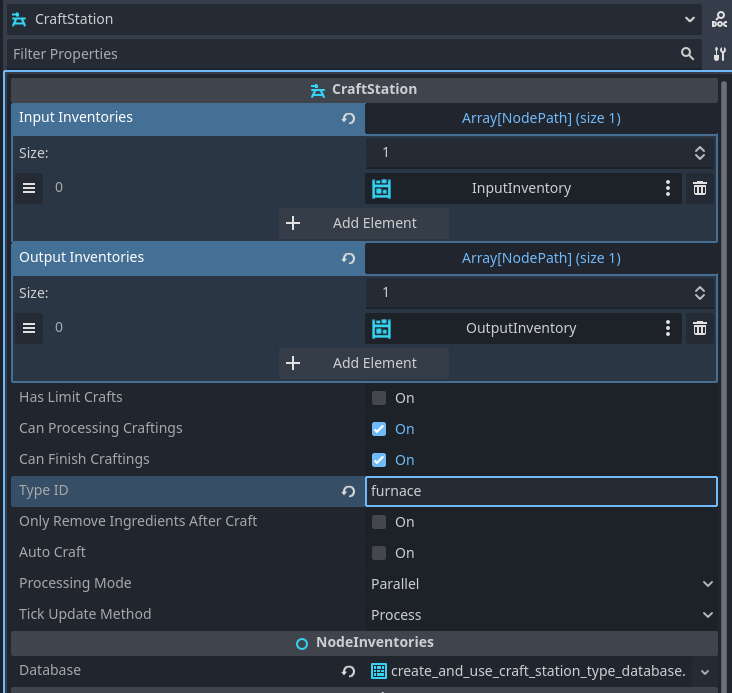 CraftStation
DOC
Filter Properties
CraftStation
Input Inventories Array[NodePath] (size 1)
Size: 1
0 InputInventory
Add Element
Output Inventories Array[NodePath] (size 1)
Size: 1
0 OutputInventory
Add Element
Has Limit Crafts On
Can Processing Craftings On
Can Finish Craftings On
Type ID furnace
Only Remove Ingredients After Craft On
Auto Craft On
Processing Mode Parallel
Tick Update Method Process
NodeInventories
Database create_and_use_craft_station_type_database.